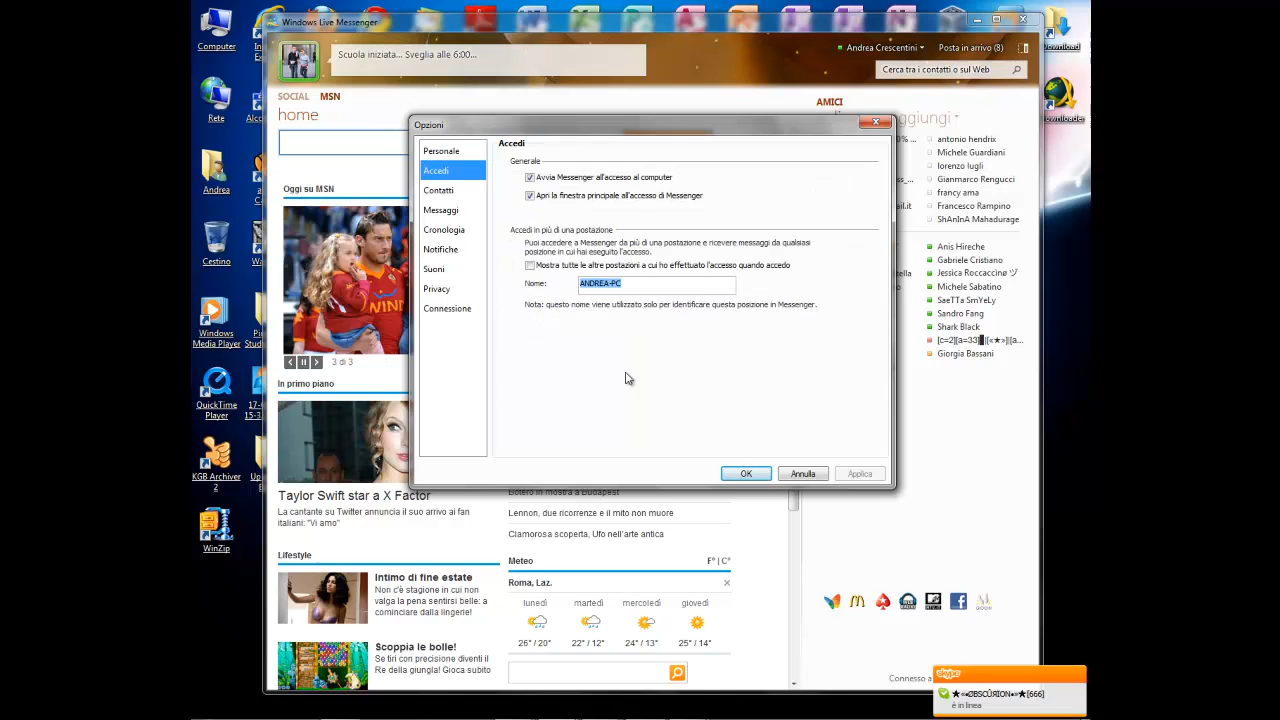 Windows Live Messenger
Scuola iniziata... Sveglia alle 6:00...
Andrea Crescentini
Posta in arrivo (8)
Cerca tra i contatti o sul Web
SOCIAL MSN
home
AMICI
Computer
Rete
Andrea
Cestino
Windows Media Player
QuickTime Player
KGB Archiver 2
WinZip
Opzioni
Personale
Accedi
Contatti
Messaggi
Cronologia
Notifiche
Suoni
Privacy
Connessione
Accedi
Generale
Avvia Messenger all'accesso al computer
Apri la finestra principale all'accesso di Messenger
Accedi in più di una postazione
Puoi accedere a Messenger da più di una postazione e ricevere messaggi da qualsiasi
posizione in cui hai eseguito l'accesso.
Mostra tutte le altre postazioni a cui ho effettuato l'accesso quando accedo
Nome: ANDREA-PC
Nota: questo nome viene utilizzato solo per identificare questa posizione in Messenger.
OK Annulla Applica
Oggi su MSN
3 di 3
In primo piano
Taylor Swift star a X Factor
La cantante su Twitter annuncia il suo arrivo ai fan
italiani: "Vi amo"
Lifestyle
Intimo di fine estate
Non c'è stagione in cui non
valga la pena sentirsi belle: a
cominciare dalla lingerie!
Scoppia le bolle!
Se tiri con precisione diventi il
Re della giungla! Gioca subito
Bolero in mostra a Budapest
Lennon, due ricorrenze e il mito non muore
Clamorosa scoperta, Ufo nell'arte antica
Meteo F° | C°
Roma, Laz.
lunedì martedì mercoledì giovedì
26° / 20° 22° / 12° 24° / 13° 25° / 14°
antonio hendrix
Michele Guardiani
lorenzo lugli
Gianmarco Rengucci
francy ama
Francesco Rampino
ShAnInA Mahadurage
Anis Hireche
Gabriele Cristiano
Jessica Roccaccino ツ
Michele Sabatino
SaeTTa SmYeLy
Sandro Fang
Shark Black
Giorgia Bassani
Connesso a
skype
è in linea